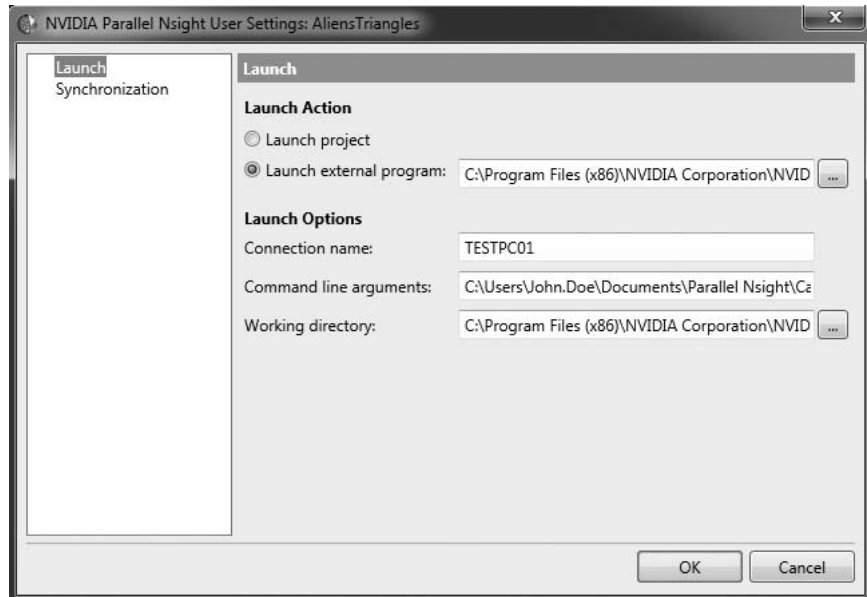 NVIDIA Parallel Nsight User Settings: AliensTriangles
Launch
Synchronization
Launch
Launch Action
Launch project
Launch external program: C:\Program Files (x86)\NVIDIA Corporation\NVID ...
Launch Options
Connection name: TESTPC01
Command line arguments: C:\Users\John.Doe\Documents\Parallel Nsight\Ca
Working directory: C:\Program Files (x86)\NVIDIA Corporation\NVID ...
OK Cancel